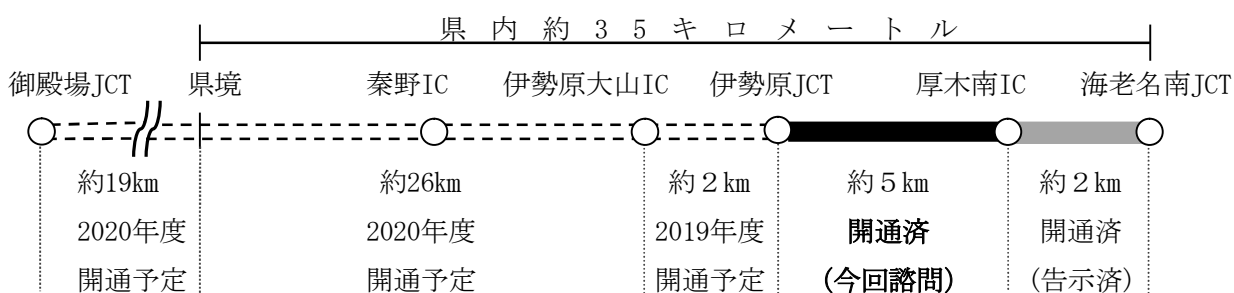 県内約35キロメートル
御殿場JCT 県境 秦野IC 伊勢原大山IC 伊勢原JCT 厚木南IC 海老名南JCT
約19km 約26km 約2km 約5km 約2km
2020年度 2020年度 2019年度 開通済 開通済
開通予定 開通予定 開通予定 (今回諮問) (告示済)